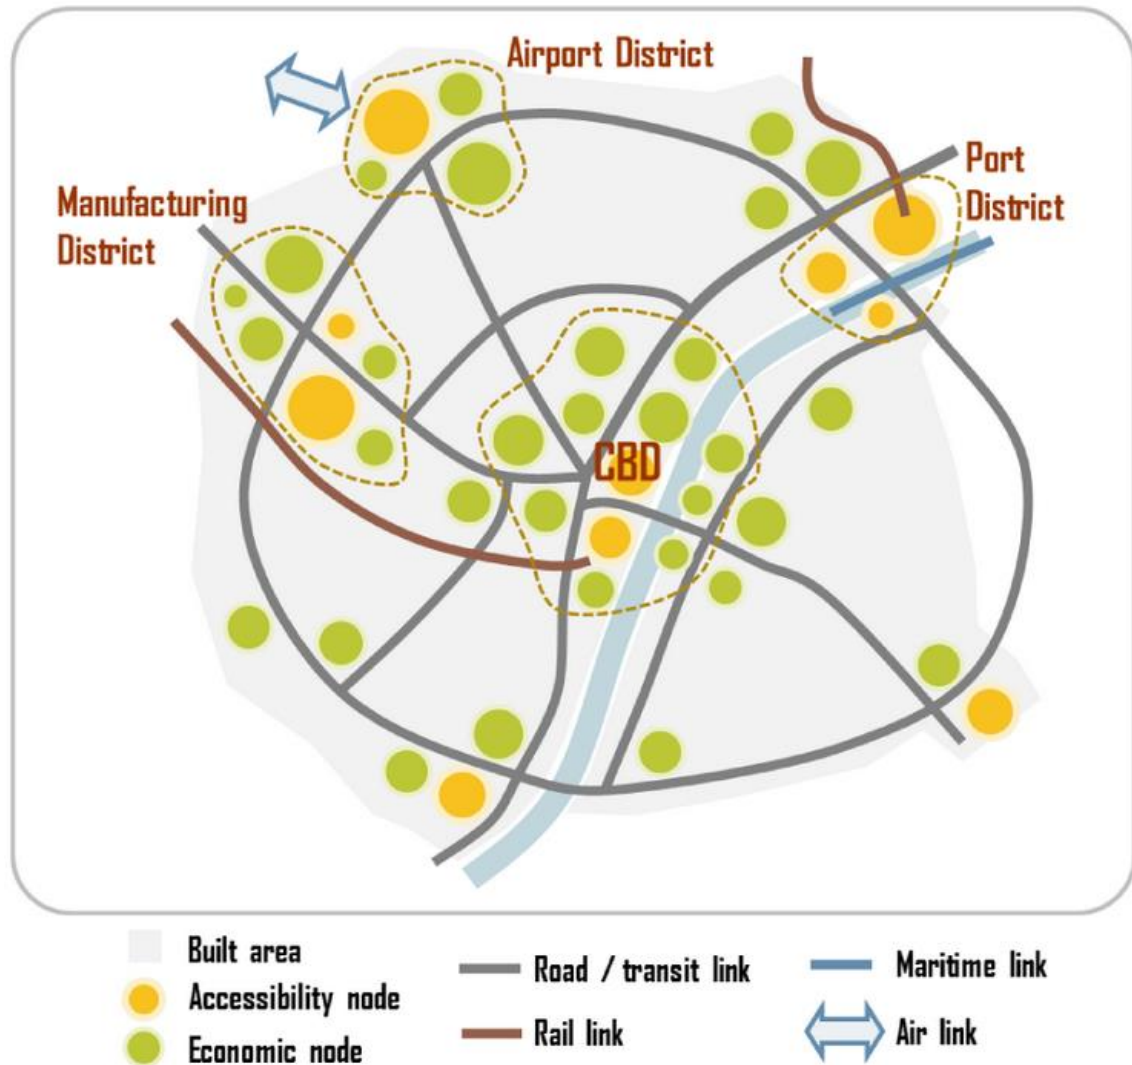 Airport District
Port
District
Manufacturing
District
CBD
Built area
Accessibility node
Economic node
Road / transit link
Rail link
Maritime link
Air link